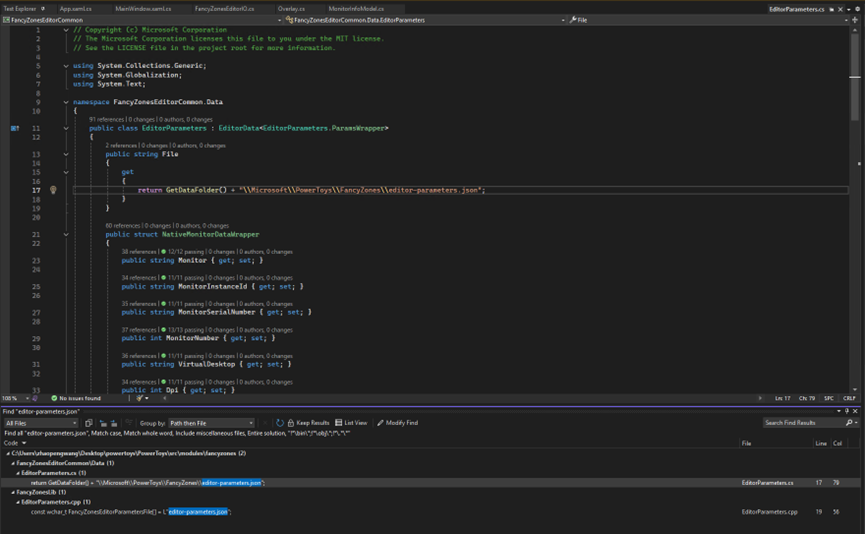 Test Explorer App.xaml.cs MainWindow.xaml.cs FancyZonesEditorIO.cs Overlay.cs MonitorInfoModel.cs EditorParameters.cs
FancyZonesEditorCommon FancyZonesEditorCommon.Data.EditorParameters File
1 // Copyright (c) Microsoft Corporation
2 // The Microsoft Corporation licenses this file to you under the MIT license.
3 // See the LICENSE file in the project root for more information.
4
5 using System.Collections.Generic;
6 using System.Globalization;
7 using System.Text;
8
9 namespace FancyZonesEditorCommon.Data
10 {
91 references | 0 changes | 0 authors, 0 changes
11 public class EditorParameters : EditorData<EditorParameters.ParamsWrapper>
12 {
2 references | 0 changes | 0 authors, 0 changes
13 public string File
14 {
15 get
16 {
17 return GetDataFolder() + "\\Microsoft\\PowerToys\\FancyZones\\editor-parameters.json";
18 }
19 }
20
60 references | 0 changes | 0 authors, 0 changes
21 public struct NativeMonitorDataWrapper
22 {
38 references | 12/12 passing | 0 changes | 0 authors, 0 changes
23 public string Monitor { get; set; }
24
34 references | 11/11 passing | 0 changes | 0 authors, 0 changes
25 public string MonitorInstanceId { get; set; }
26
35 references | 11/11 passing | 0 changes | 0 authors, 0 changes
27 public string MonitorSerialNumber { get; set; }
28
37 references | 13/13 passing | 0 changes | 0 authors, 0 changes
29 public int MonitorNumber { get; set; }
30
36 references | 11/11 passing | 0 changes | 0 authors, 0 changes
31 public string VirtualDesktop { get; set; }
32
34 references | 11/11 passing | 0 changes | 0 authors, 0 changes
33 public int Dpi { get; set; }
108 % No issues found Ln: 17 Ch: 79 SPC CRLF
Find "editor-parameters.json"
All Files Group by: Path then File Keep Results List View Modify Find Search Find Results
Find all "editor-parameters.json", Match case, Match whole word, Include miscellaneous files, Entire solution,
Code File Line Col
C:\Users\zhaopengwang\Desktop\powertoys\PowerToys\src\modules\fancyzones (2)
FancyZonesEditorCommon\Data (1)
EditorParameters.cs (1)
return GetDataFolder() + "\\Microsoft\\PowerToys\\FancyZones\\editor-parameters.json"; EditorParameters.cs 17 79
FancyZonesLib (1)
EditorParameters.cpp (1)
const wchar_t FancyZonesEditorParametersFile[] = L"editor-parameters.json"; EditorParameters.cpp 19 56